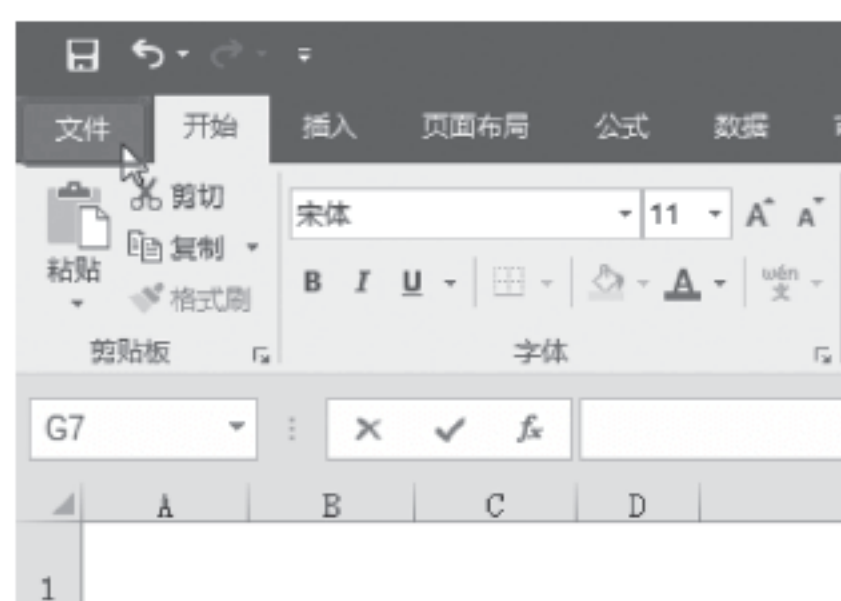 文件 开始 插入 页面布局 公式 数据
剪切
宋体 11 A A
复制
粘贴
B I U A wén 文
格式刷
剪贴板 字体
G7 fx
A B C D
1